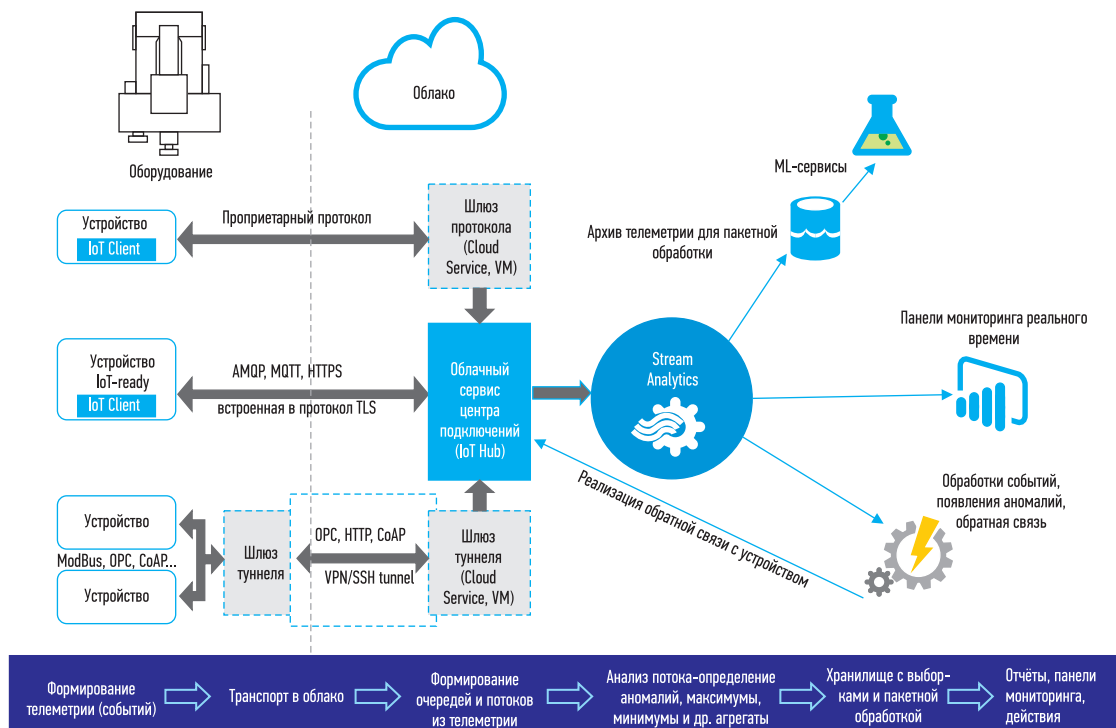 Оборудование
Облако
Устройство
IoT Client
Проприетарный протокол
Шлюз
протокола
(Cloud
Service, VM)
ML-сервисы
Архив телеметрии для пакетной
обработки
Устройство
IoT-ready
IoT Client
AMQP, MQTT, HTTPS
встроенная в протокол TLS
Облачный
сервис
центра
подключений
(IoT Hub)
Stream
Analytics
Панели мониторинга реального
времени
Реализация обратной связи с устройством
Обработки событий,
появления аномалий,
обратная связь
Устройство
ModBus, OPC, CoAP...
Устройство
Шлюз
туннеля
OPC, HTTP, CoAP
VPN/SSH tunnel
Шлюз
туннеля
(Cloud
Service, VM)
Формирование
телеметрии (событий)
Транспорт в облако
Формирование
очередей и потоков
из телеметрии
Анализ потока-определение
аномалий, максимумы,
минимумы и др. агрегаты
Хранилище с выбор-
ками и пакетной
обработкой
Отчёты, панели
мониторинга,
действия